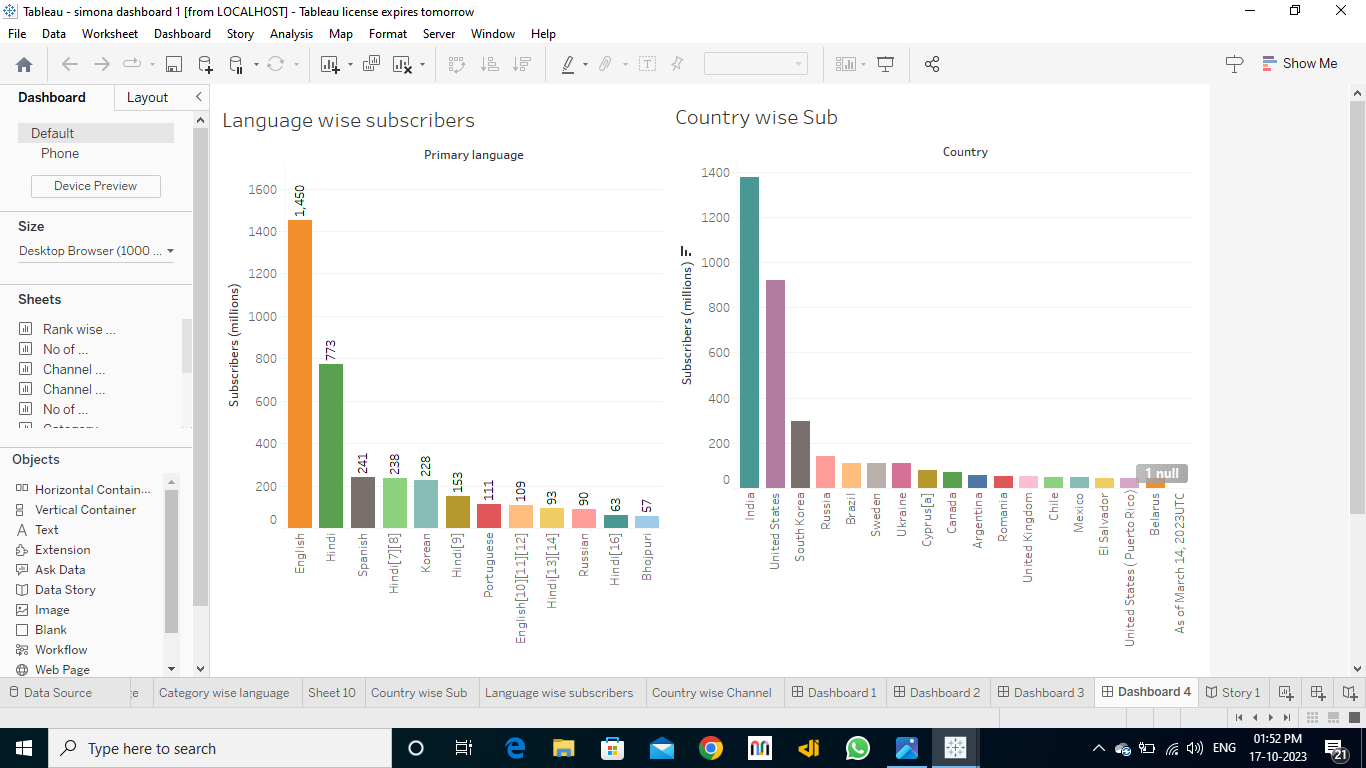 Tableau - simona dashboard 1 [from LOCALHOST] - Tableau license expires tomorrow
File Data Worksheet Dashboard Story Analysis Map Format Server Window Help
Show Me
Dashboard Layout
Default
Phone
Device Preview
Size
Desktop Browser (1000 ...
Sheets
Rank wise ...
No of ...
Channel ...
Channel ...
No of ...
Objects
Horizontal Contain...
Vertical Container
Text
Extension
Ask Data
Data Story
Image
Blank
Workflow
Web Page
Language wise subscribers
Primary language
Subscribers (millions)
1600
1400
1200
1000
800
600
400
200
0
1,450
773
241
238
228
153
111
109
93
90
63
57
English
Hindi
Spanish
Hindi[7][8]
Korean
Hindi[9]
Portuguese
English[10][11][12]
Hindi[13][14]
Russian
Hindi[16]
Bhojpuri
Country wise Sub
Country
Subscribers (millions)
1400
1200
1000
800
600
400
200
0
1 null
India
United States
South Korea
Russia
Brazil
Sweden
Ukraine
Cyprus[a]
Canada
Argentina
Romania
United Kingdom
Chile
Mexico
El Salvador
United States ( Puerto Rico)
Belarus
As of March 14, 2023UTC
Data Source ge Category wise language Sheet 10 Country wise Sub Language wise subscribers Country wise Channel Dashboard 1 Dashboard 2 Dashboard 3 Dashboard 4 Story 1
Type here to search
ENG
01:52 PM
17-10-2023
21